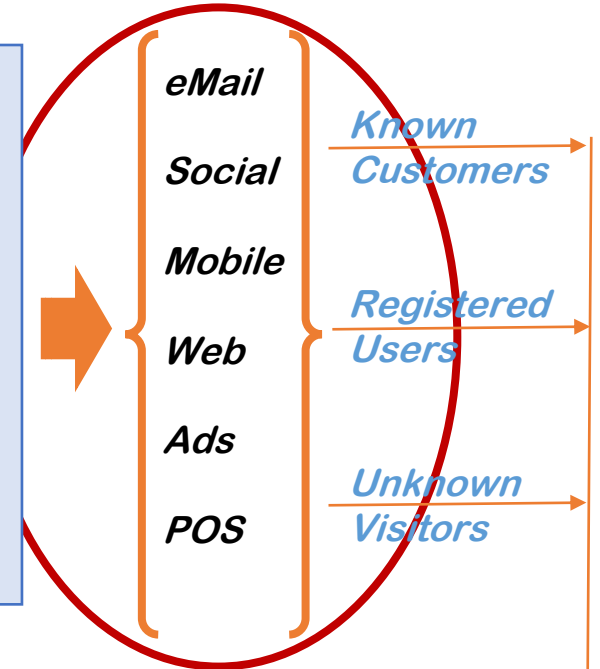 eMail
Social
Mobile
Web
Ads
POS
Known
Customers
Registered
Users
Unknown
Visitors